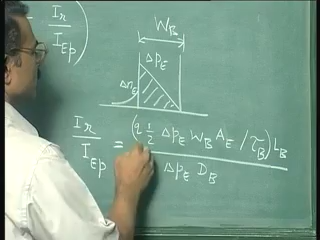 I_r / I_Ep )
W_B
Δp_E
Δn_E
I_r / I_Ep = (q 1/2 Δp_E W_B A_E / τ_B) L_B / Δp_E D_B